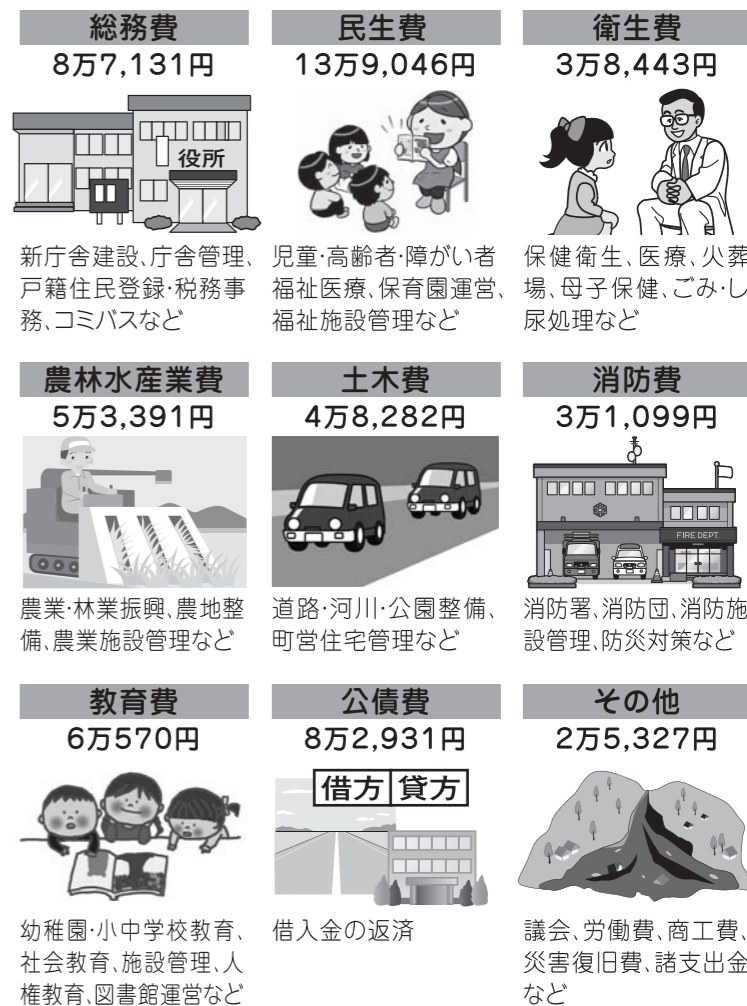 総務費
8万7,131円
役所
新庁舎建設、庁舎管理、
戸籍住民登録・税務事
務、コミバスなど
民生費
13万9,046円
児童・高齢者・障がい者
福祉医療、保育園運営、
福祉施設管理など
衛生費
3万8,443円
保健衛生、医療、火葬
場、母子保健、ごみ・し
尿処理など
農林水産業費
5万3,391円
農業・林業振興、農地整
備、農業施設管理など
土木費
4万8,282円
道路・河川・公園整備、
町営住宅管理など
消防費
3万1,099円
FIRE DEPT.
消防署、消防団、消防施
設管理、防災対策など
教育費
6万570円
幼稚園・小中学校教育、
社会教育、施設管理、人
権教育、図書館運営など
公債費
8万2,931円
借方 貸方
借入金の返済
その他
2万5,327円
議会、労働費、商工費、
災害復旧費、諸支出金
など